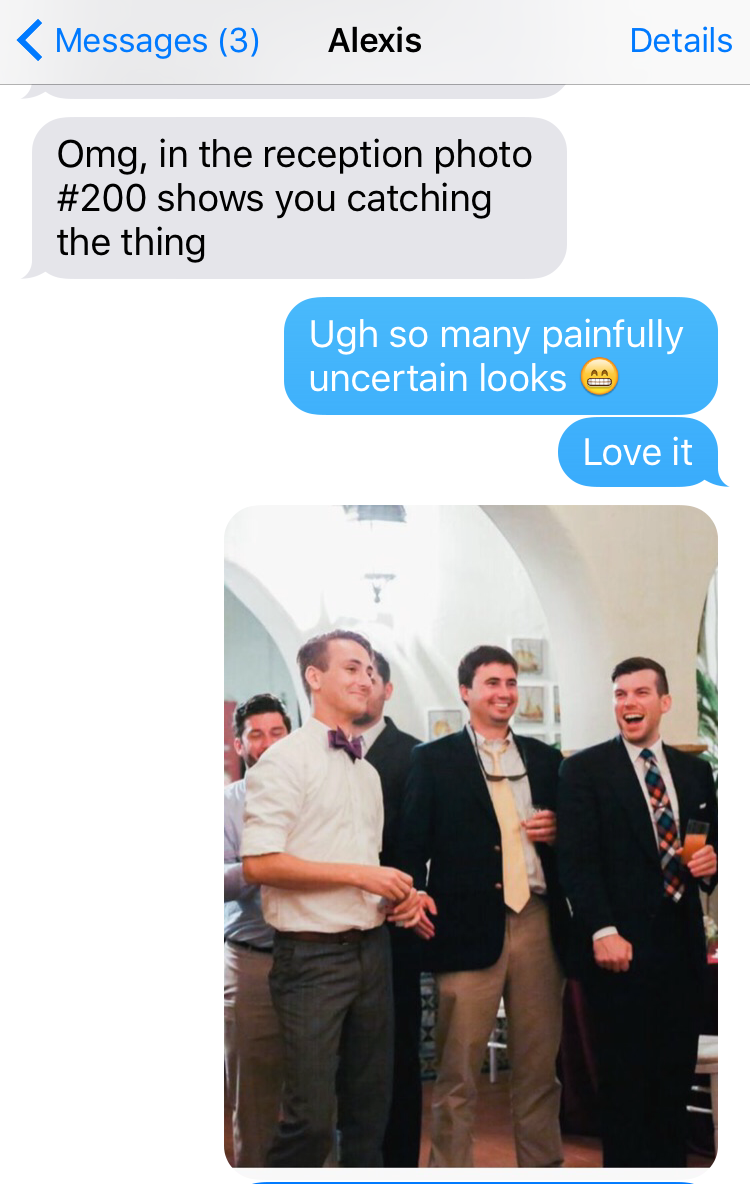 Messages (3) Alexis Details
Omg, in the reception photo
#200 shows you catching
the thing
Ugh so many painfully
uncertain looks 😁
Love it